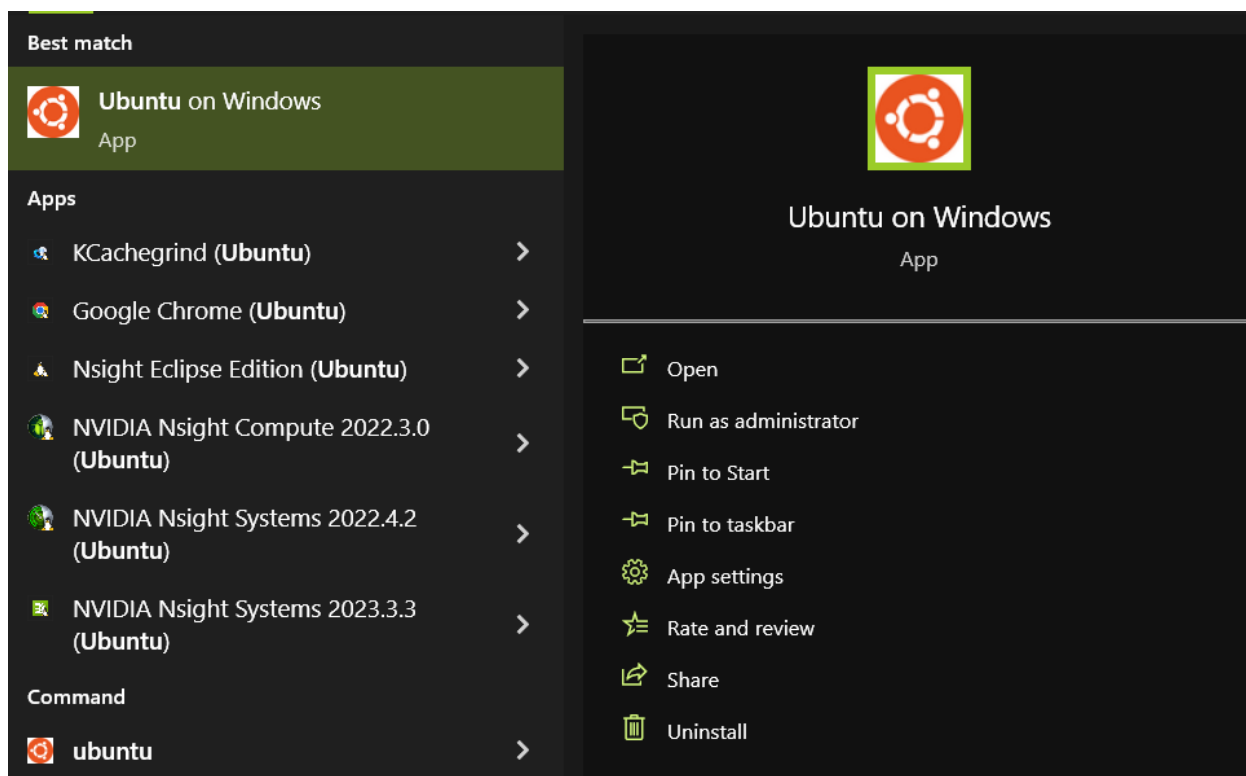 Best match
Ubuntu on Windows
App
Apps
KCachegrind (Ubuntu)
Google Chrome (Ubuntu)
Nsight Eclipse Edition (Ubuntu)
NVIDIA Nsight Compute 2022.3.0
(Ubuntu)
NVIDIA Nsight Systems 2022.4.2
(Ubuntu)
NVIDIA Nsight Systems 2023.3.3
(Ubuntu)
Command
ubuntu
Ubuntu on Windows
App
Open
Run as administrator
Pin to Start
Pin to taskbar
App settings
Rate and review
Share
Uninstall